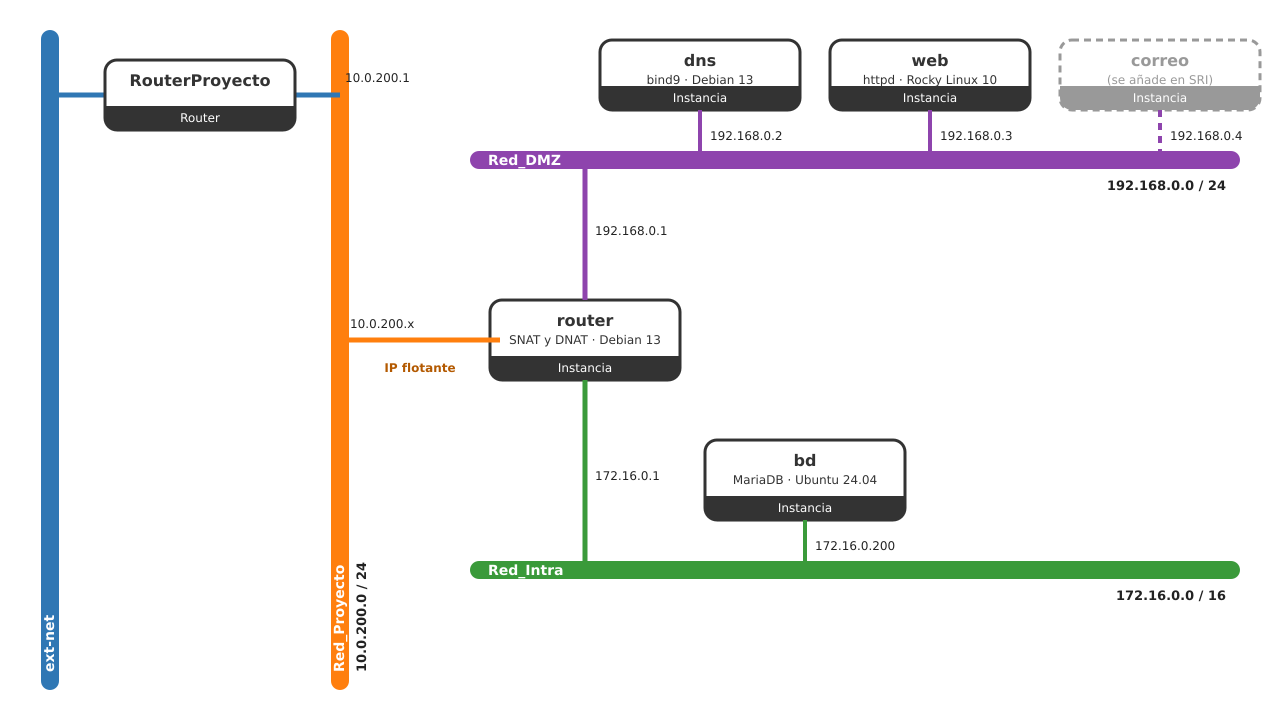 RouterProyecto
Router
10.0.200.1
dns
bind9 · Debian 13
Instancia
web
httpd · Rocky Linux 10
Instancia
correo
(se añade en SRI)
Instancia
192.168.0.2
192.168.0.3
192.168.0.4
Red_DMZ
192.168.0.0 / 24
192.168.0.1
10.0.200.x
IP flotante
router
SNAT y DNAT · Debian 13
Instancia
172.16.0.1
bd
MariaDB · Ubuntu 24.04
Instancia
172.16.0.200
Red_Intra
172.16.0.0 / 16
ext-net
Red_Proyecto
10.0.200.0 / 24